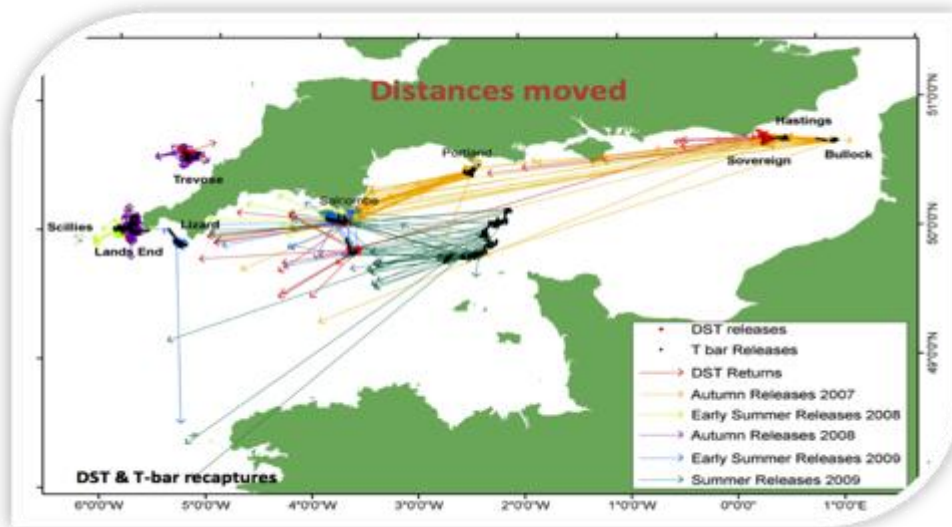 Distances moved
51°0'0"N
Hastings
Portland
Sovereign
Bullock
Trevose
Salcombe
50°0'0"N
Scillies
Lizard
Lands End
DST releases
T bar Releases
49°0'0"N
DST Returns
Autumn Releases 2007
Early Summer Releases 2008
Autumn Releases 2008
Early Summer Releases 2009
Summer Releases 2009
DST & T-bar recaptures
6°0'0"W 5°0'0"W 4°0'0"W 3°0'0"W 2°0'0"W 1°0'0"W 0°0'0" 1°0'0"E